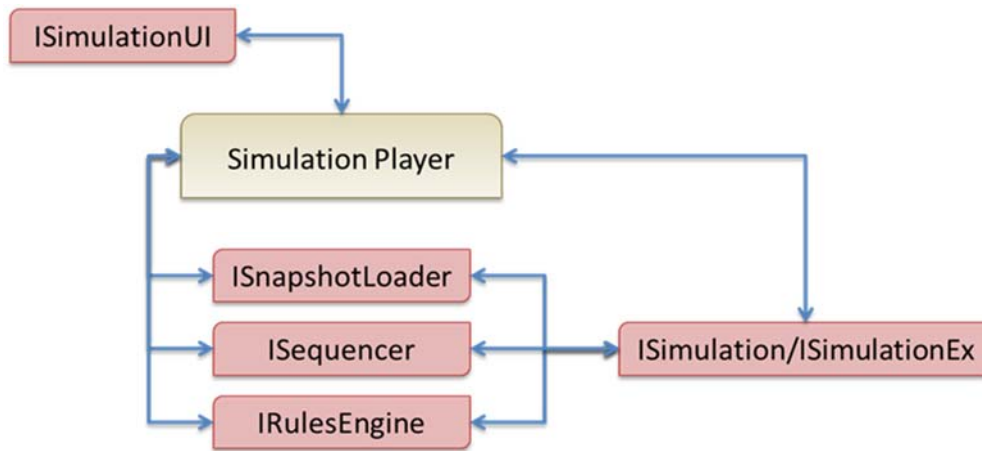 ISimulationUI
Simulation Player
ISnapshotLoader
ISequencer
ISimulation/ISimulationEx
IRulesEngine